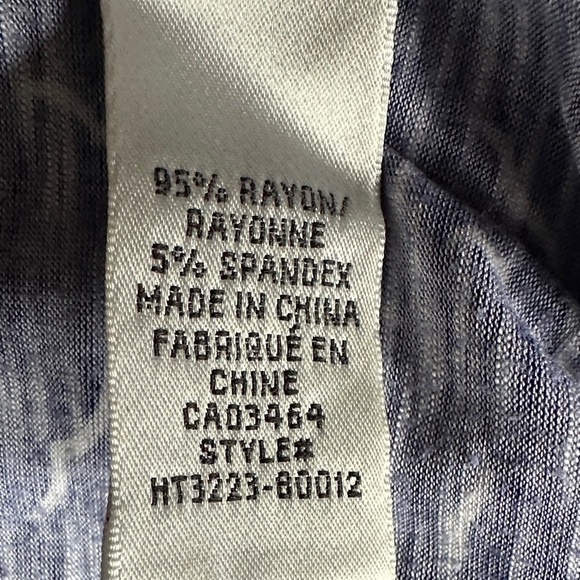 95% RAYON/
RAYONNE
5% SPANDEX
MADE IN CHINA
FABRIQUÉ EN
CHINE
CA03464
STYLE#
HT3223-80012